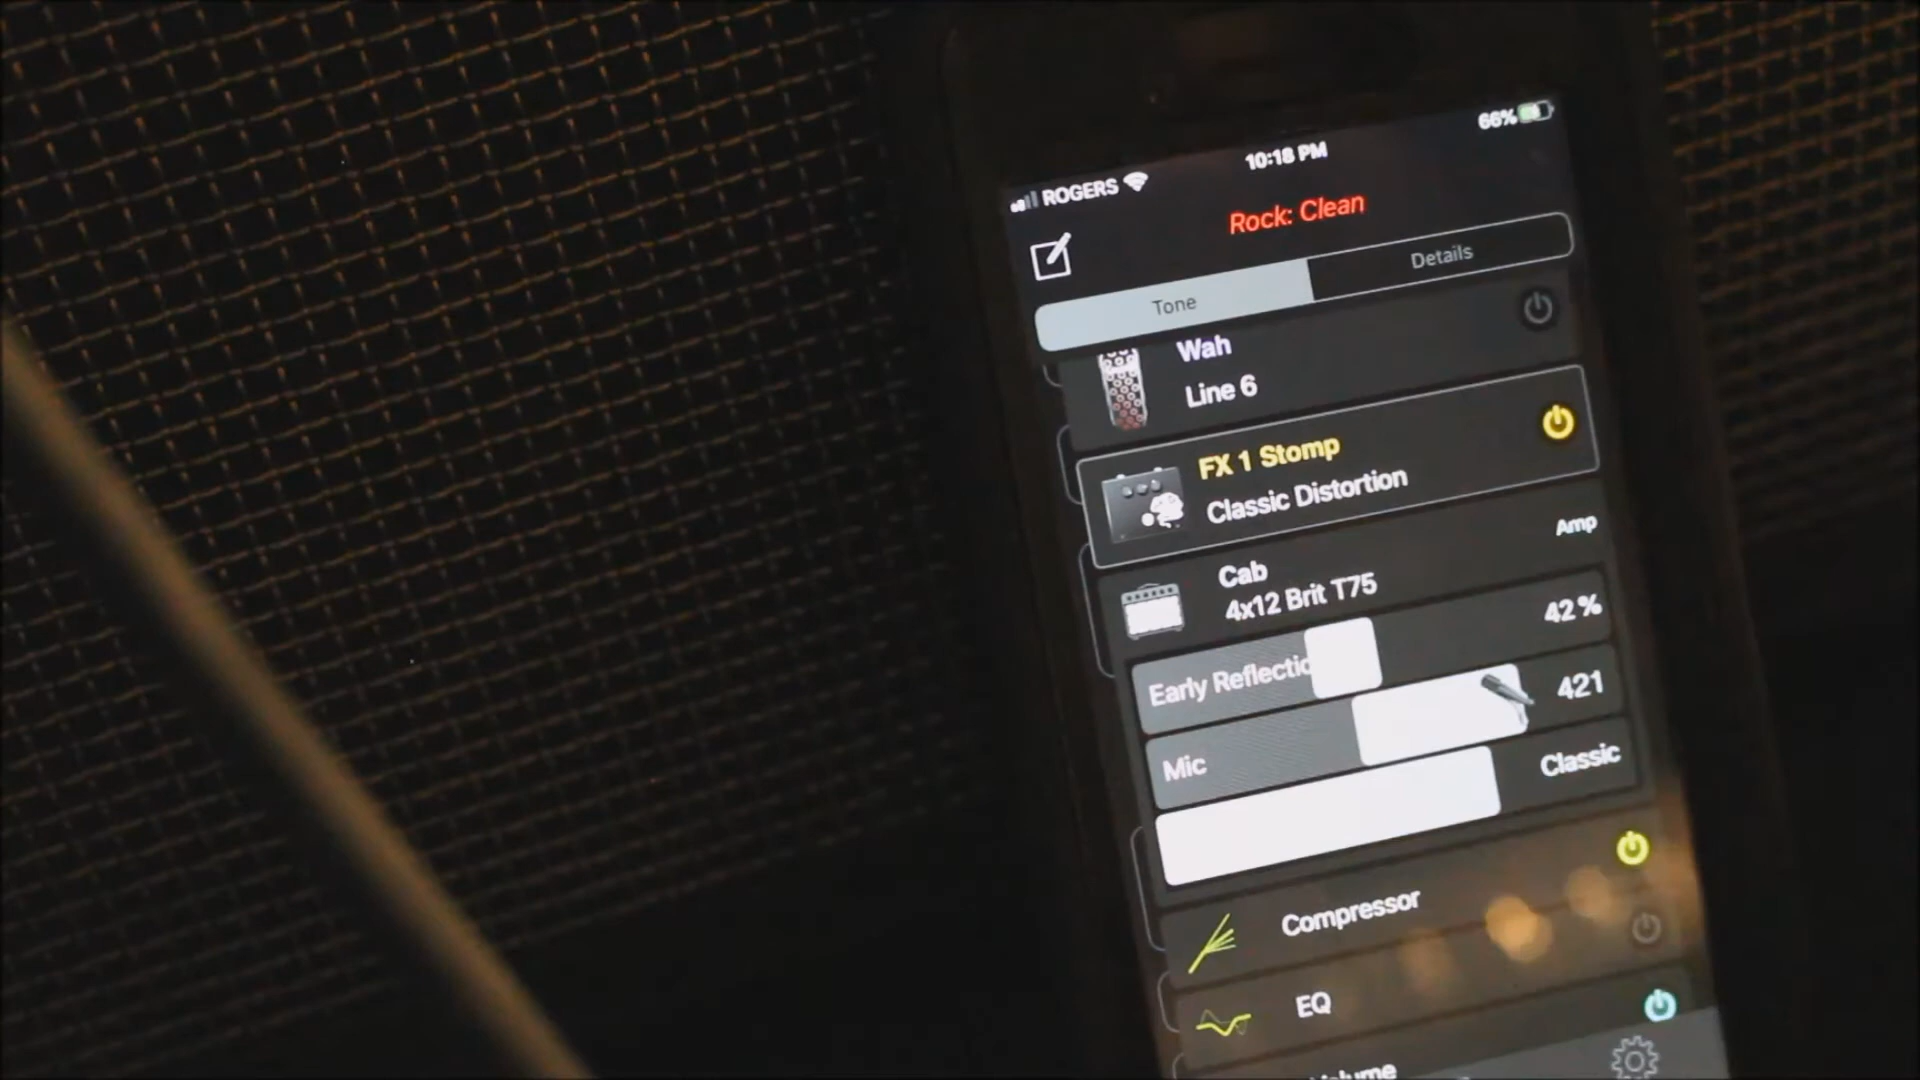 ROGERS
10:18 PM
66%
Rock: Clean
Tone
Details
Wah
Line 6
FX 1 Stomp
Classic Distortion
Amp
Cab
4x12 Brit T75
Early Reflectio
42 %
Mic
421
Classic
Compressor
EQ